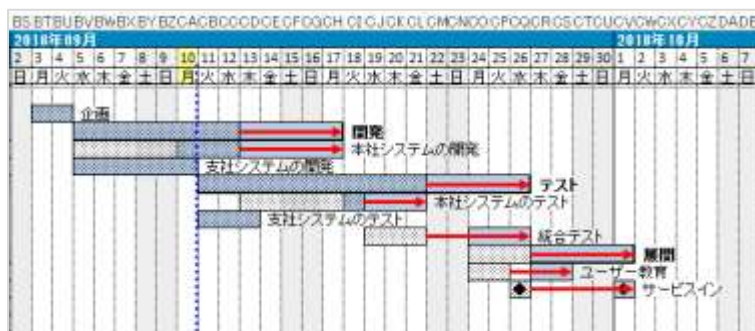 BS BT BU BV BW BX BY BZ CA CB CC CD CE CF CG CH CI CJ CK CL CM CN CO CP CQ CR CS CT CU CV CW CX CY CZ DA DB
2018年09月 2018年10月
2 3 4 5 6 7 8 9 10 11 12 13 14 15 16 17 18 19 20 21 22 23 24 25 26 27 28 29 30 1 2 3 4 5 6 7
日 月 火 水 木 金 土 日 月 火 水 木 金 土 日 月 火 水 木 金 土 日 月 火 水 木 金 土 日 月 火 水 木 金 土 日
企画
開発
本社システムの開発
支社システムの開発
テスト
本社システムのテスト
支社システムのテスト
統合テスト
展開
ユーザー教育
サービスイン